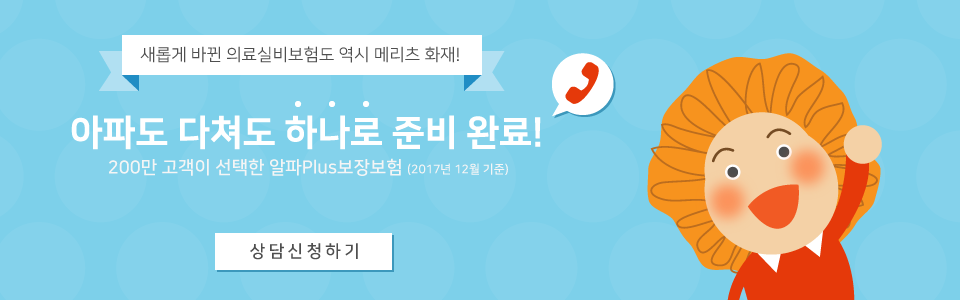 새롭게 바뀐 의료실비보험도 역시 메리츠 화재!
아파도 다쳐도 하나로 준비 완료!
200만 고객이 선택한 알파Plus보장보험 (2017년 12월 기준)
상담신청하기